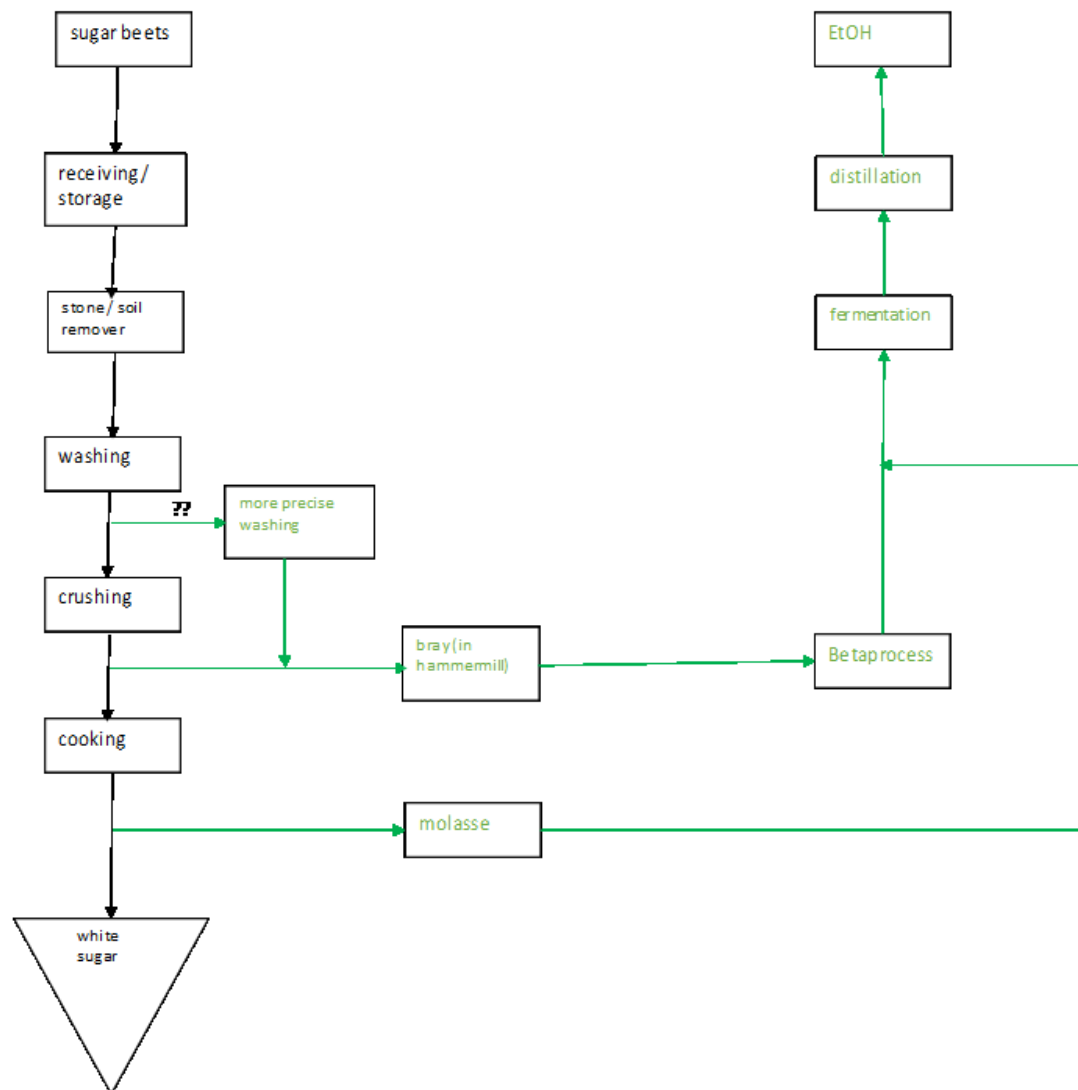 sugar beets
EtOH
receiving/
storage
distillation
stone/ soil
remover
fermentation
washing
??
more precise
washing
crushing
bray(in
hammermill)
Betaprocess
cooking
molasse
white
sugar